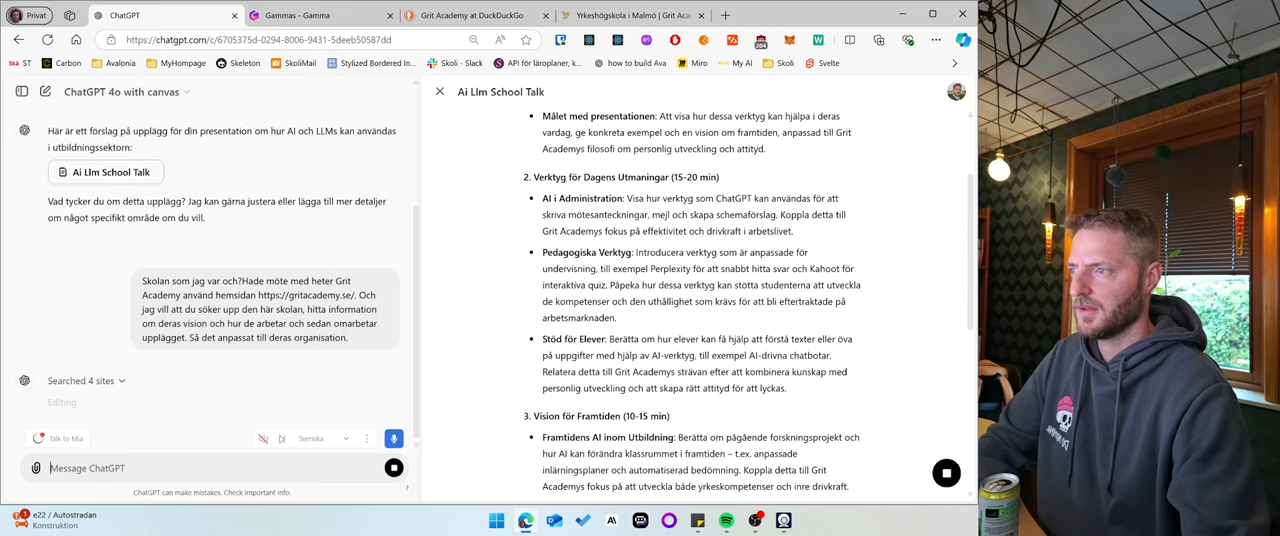 Privat
ChatGPT
Gammas - Gamma
Grit Academy at DuckDuckGo
Yrkeshögskola i Malmö | Grit Aca
https://chatgpt.com/c/6705375d-0294-8006-9431-5deeb50587dd
204
ST
Carbon
Avalonia
MyHompage
Skeleton
SkoliMail
Stylized Bordered In...
Skoli - Slack
API för läroplaner, k...
how to build Ava
Miro
My AI
Skoli
Svelte
ChatGPT 4o with canvas
Här är ett förslag på upplägg för din presentation om hur AI och LLMs kan användas
i utbildningssektorn:
Ai Llm School Talk
Vad tycker du om detta upplägg? Jag kan gärna justera eller lägga till mer detaljer
om något specifikt område om du vill.
Skolan som jag var och?Hade möte med heter Grit
Academy använd hemsidan https://gritacademy.se/. Och
jag vill att du söker upp den här skolan, hitta information
om deras vision och hur de arbetar och sedan omarbetar
upplägget. Så det anpassat till deras organisation.
Searched 4 sites
Editing
Talk to Mia
Svenska
Message ChatGPT
?
ChatGPT can make mistakes. Check important info.
Ai Llm School Talk
Målet med presentationen: Att visa hur dessa verktyg kan hjälpa i deras
vardag, ge konkreta exempel och en vision om framtiden, anpassad till Grit
Academys filosofi om personlig utveckling och attityd.
2. Verktyg för Dagens Utmaningar (15-20 min)
AI i Administration: Visa hur verktyg som ChatGPT kan användas för att
skriva mötesanteckningar, mejl och skapa schemaförslag. Koppla detta till
Grit Academys fokus på effektivitet och drivkraft i arbetslivet.
Pedagogiska Verktyg: Introducera verktyg som är anpassade för
undervisning, till exempel Perplexity för att snabbt hitta svar och Kahoot för
interaktiva quiz. Påpeka hur dessa verktyg kan stötta studenterna att utveckla
de kompetenser och den uthållighet som krävs för att bli eftertraktade på
arbetsmarknaden.
Stöd för Elever: Berätta om hur elever kan få hjälp att förstå texter eller öva
på uppgifter med hjälp av AI-verktyg, till exempel AI-drivna chatbotar.
Relatera detta till Grit Academys strävan efter att kombinera kunskap med
personlig utveckling och att skapa rätt attityd för att lyckas.
3. Vision för Framtiden (10-15 min)
Framtidens AI inom Utbildning: Berätta om pågående forskningsprojekt och
hur AI kan förändra klassrummet i framtiden – t.ex. anpassade
inlärningsplaner och automatiserad bedömning. Koppla detta till Grit
Academys fokus på att utveckla både yrkeskompetenser och inre drivkraft.
1
e22 / Autostradan
Konstruktion